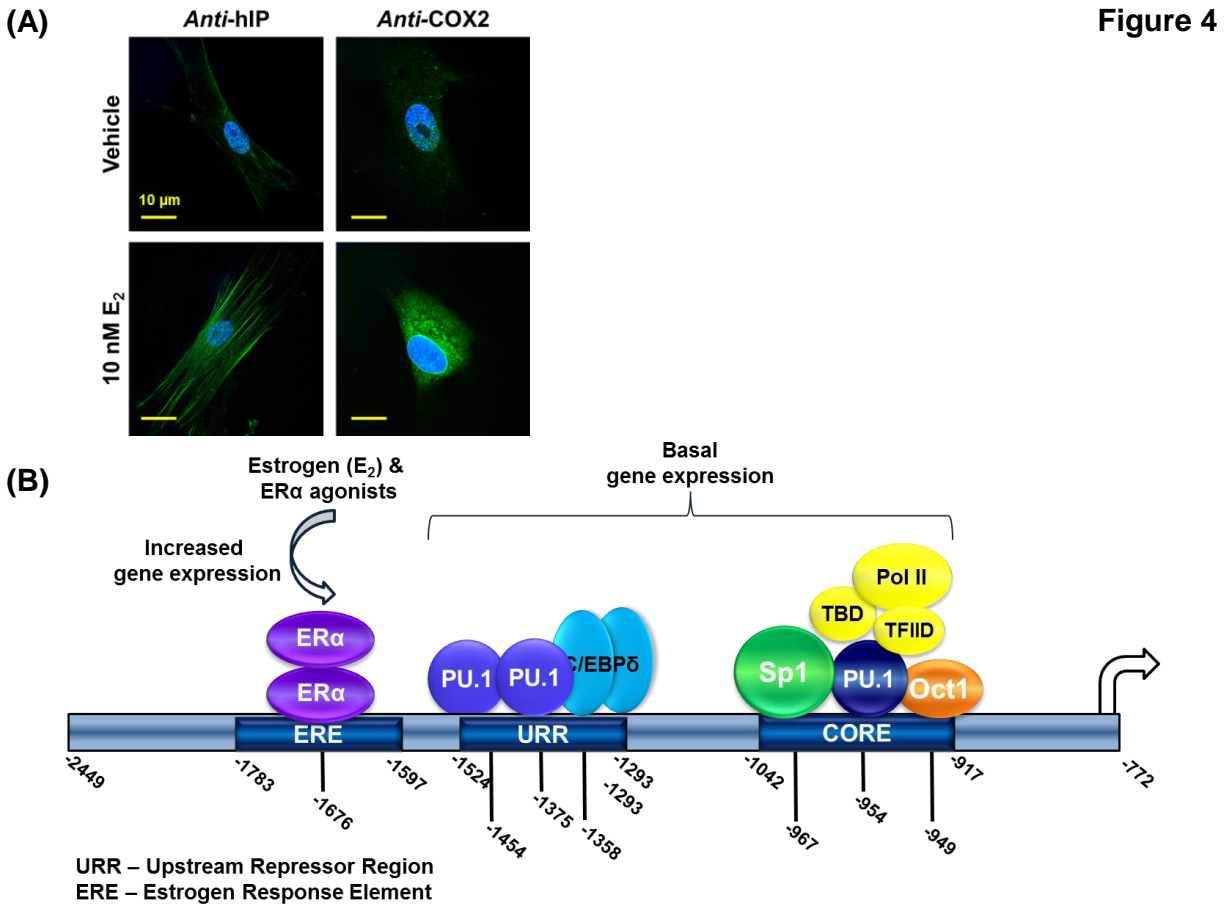 (A)
Anti-hIP
Anti-COX2
Figure 4
Vehicle
10 µm
10 nM E₂
(B)
Estrogen (E₂) &
ERα agonists
Basal
gene expression
Increased
gene expression
Pol II
TBD
TFIID
ERα
ERα
PU.1
PU.1
C/EBPδ
Sp1
PU.1
Oct1
ERE
URR
CORE
-2449
-1783
-1676
-1597
-1524
-1454
-1375
-1358
-1293
-1293
-1042
-967
-954
-949
-917
-772
URR – Upstream Repressor Region
ERE – Estrogen Response Element